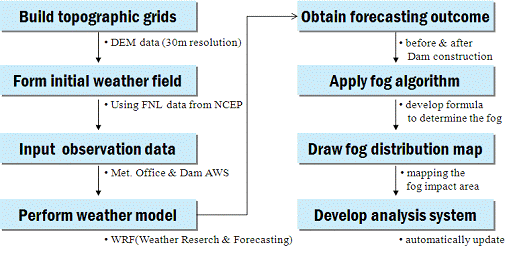 Build topographic grids
• DEM data (30m resolution)
Form initial weather field
• Using FNL data from NCEP
Input observation data
• Met. Office & Dam AWS
Perform weather model
• WRF(Weather Reserch & Forecasting)
Obtain forecasting outcome
• before & after
Dam construction
Apply fog algorithm
• develop formula
to determine the fog
Draw fog distribution map
• mapping the
fog impact area
Develop analysis system
• automatically update